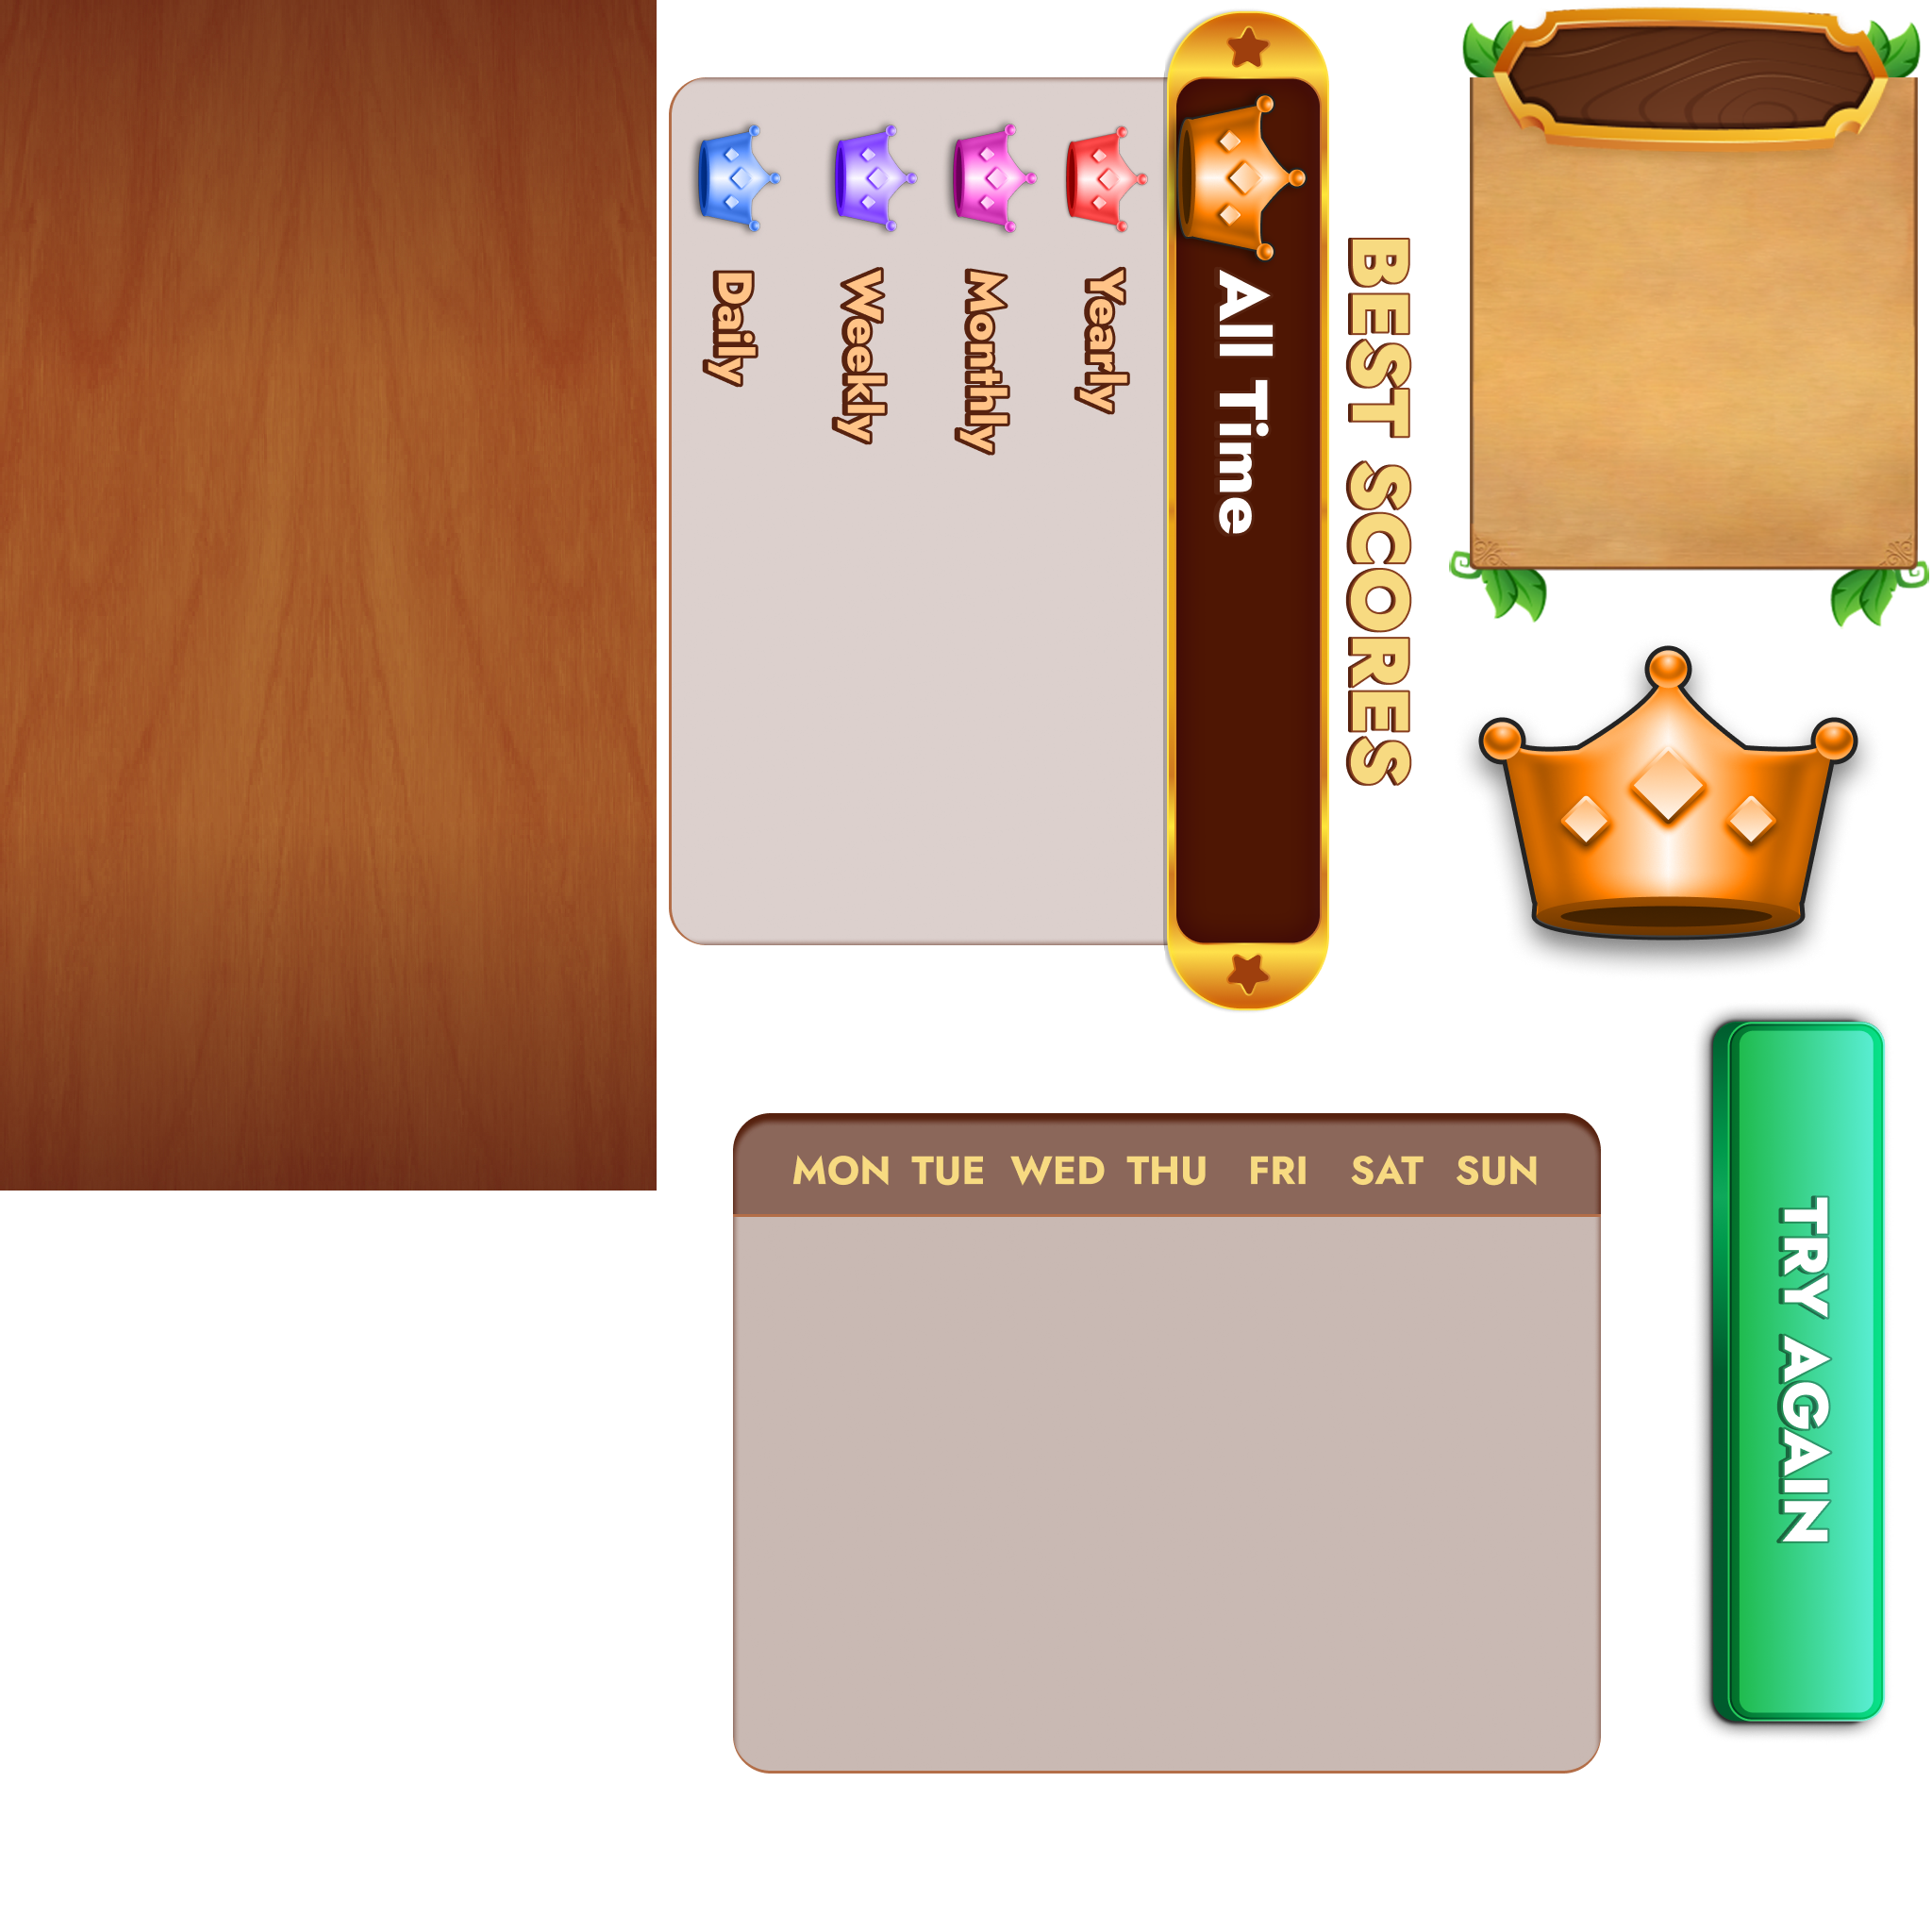 BEST SCORES
All Time
Yearly
Monthly
Weekly
Daily
MON TUE WED THU FRI SAT SUN
TRY AGAIN